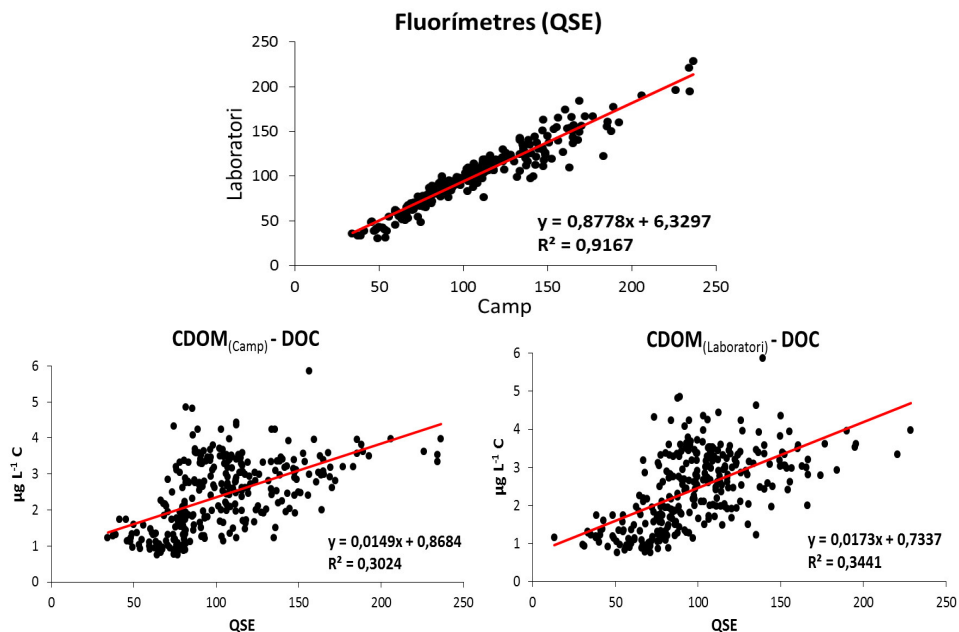 Fluorímetres (QSE)
250
200
150
100
50
0
0
50
100
150
200
250
Laboratori
Camp
y = 0,8778x + 6,3297
R² = 0,9167
CDOM(Camp) - DOC
6
5
4
3
2
1
0
0
50
100
150
200
250
µg L⁻¹ C
QSE
y = 0,0149x + 0,8684
R² = 0,3024
CDOM(Laboratori) - DOC
6
5
4
3
2
1
0
0
50
100
150
200
250
µg L⁻¹ C
QSE
y = 0,0173x + 0,7337
R² = 0,3441